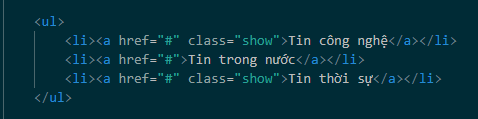 <ul>
<li><a href="#" class="show">Tin công nghệ</a></li>
<li><a href="#">Tin trong nước</a></li>
<li><a href="#" class="show">Tin thời sự</a></li>
</ul>